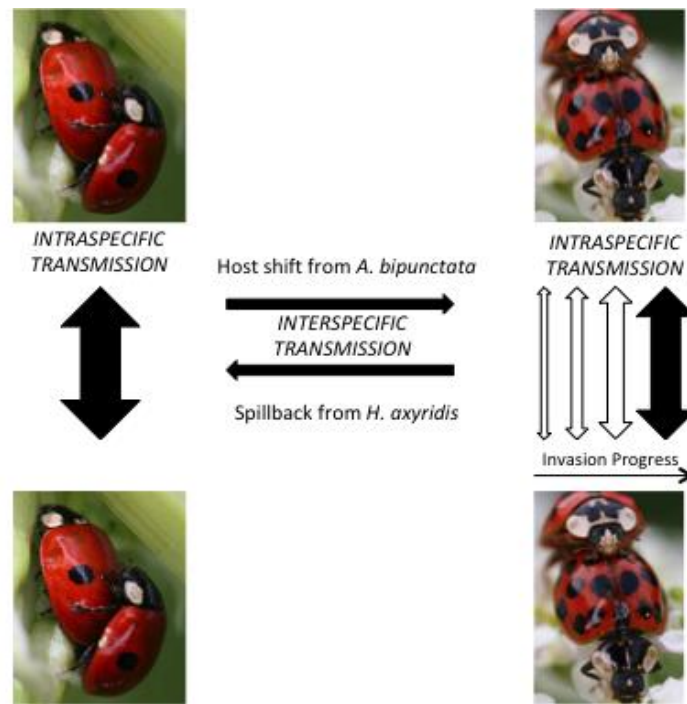 INTRASPECIFIC
TRANSMISSION
Host shift from A. bipunctata
INTERSPECIFIC
TRANSMISSION
Spillback from H. axyridis
INTRASPECIFIC
TRANSMISSION
Invasion Progress